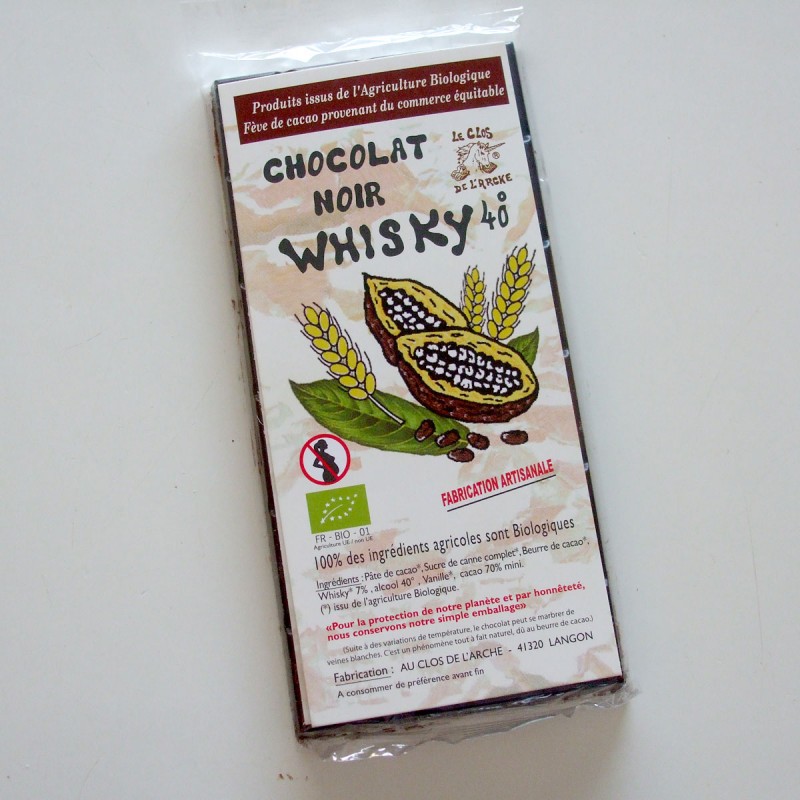 Produits issus de l'Agriculture Biologique
Fève de cacao provenant du commerce équitable
CHOCOLAT
NOIR
WHISKY 40°
LE CLOS
®
DE L'ARCHE
FABRICATION ARTISANALE
FR - BIO - 01
Agriculture UE / non UE
100% des ingrédients agricoles sont Biologiques
Ingrédients : Pâte de cacao*, Sucre de canne complet*, Beurre de cacao*,
Whisky* 7% , alcool 40° , Vanille*, cacao 70% mini.
(*) issu de l'agriculture Biologique.
«Pour la protection de notre planète et par honnêteté,
nous conservons notre simple emballage»
(Suite à des variations de température, le chocolat peut se marbrer de
veines blanches. C'est un phénomène tout à fait naturel, dû au beurre de cacao.)
Fabrication : AU CLOS DE L'ARCHE - 41320 LANGON
A consommer de préférence avant fin